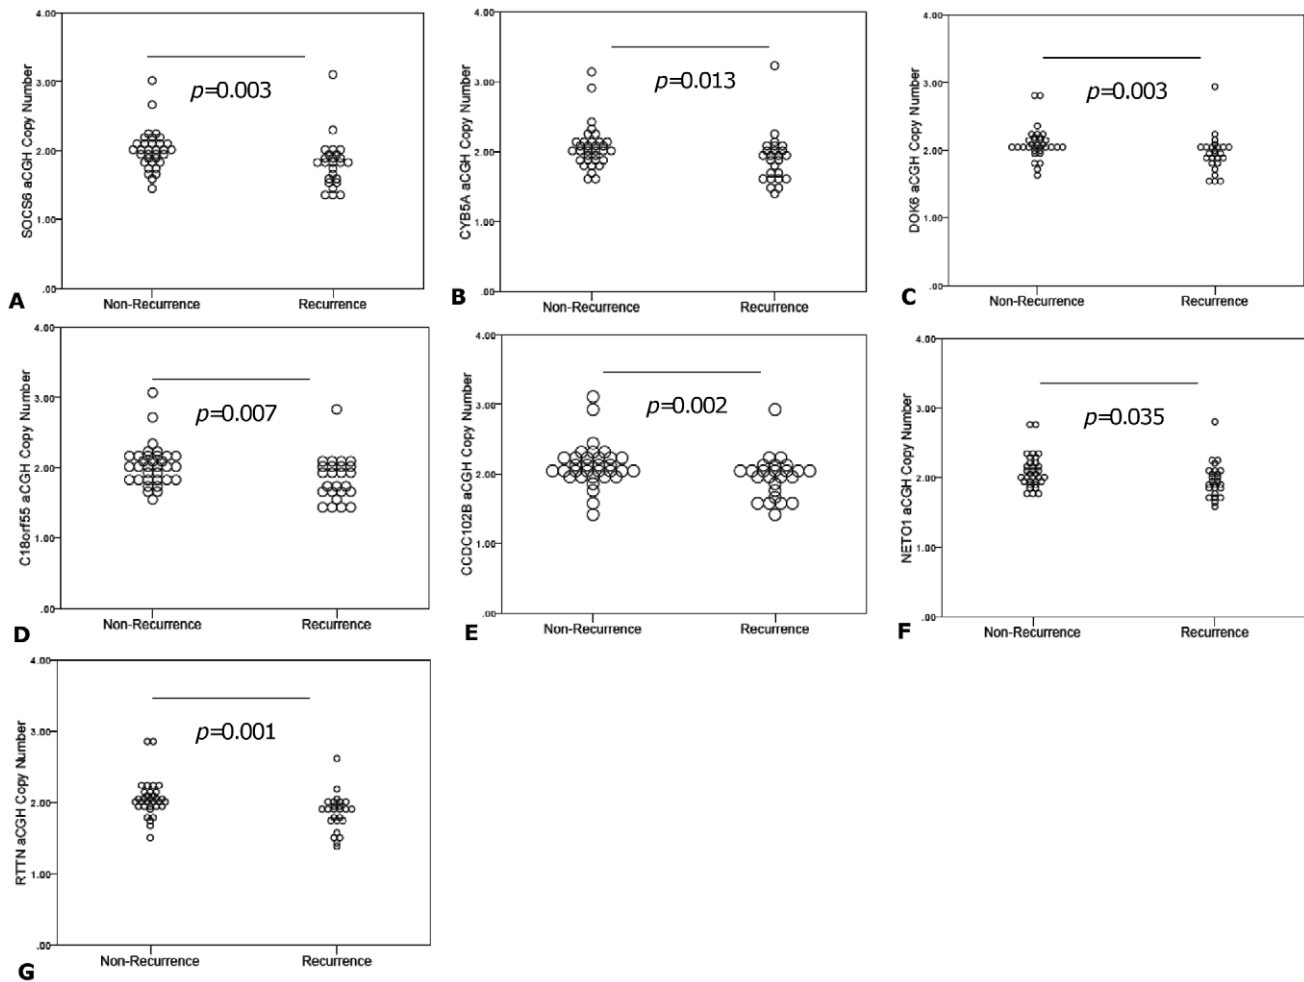 4.00
3.00
2.00
1.00
.00
SOCS6 aCGH Copy Number
p=0.003
Non-Recurrence
Recurrence
A
4.00
3.00
2.00
1.00
.00
CYB5A aCGH Copy Number
p=0.013
Non-Recurrence
Recurrence
B
4.00
3.00
2.00
1.00
.00
DOK6 aCGH Copy Number
p=0.003
Non-Recurrence
Recurrence
C
4.00
3.00
2.00
1.00
.00
C18orf55 aCGH Copy Number
p=0.007
Non-Recurrence
Recurrence
D
4.00
3.00
2.00
1.00
.00
CCDC102B aCGH Copy Number
p=0.002
Non-Recurrence
Recurrence
E
4.00
3.00
2.00
1.00
.00
NETO1 aCGH Copy Number
p=0.035
Non-Recurrence
Recurrence
F
4.00
3.00
2.00
1.00
.00
RTTN aCGH Copy Number
p=0.001
Non-Recurrence
Recurrence
G